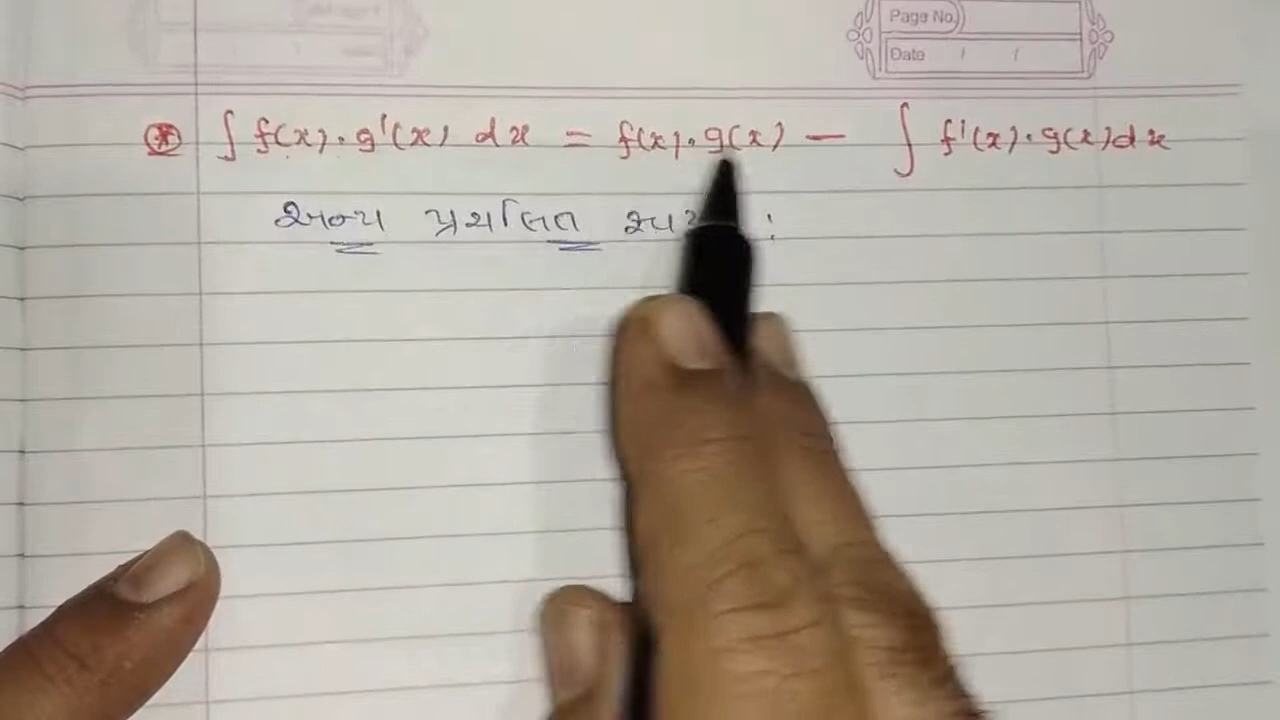 Page No.
Date / /
* ∫ f(x).g'(x) dx = f(x).g(x) – ∫ f'(x).g(x)dx
અન્ય પ્રચલિત :